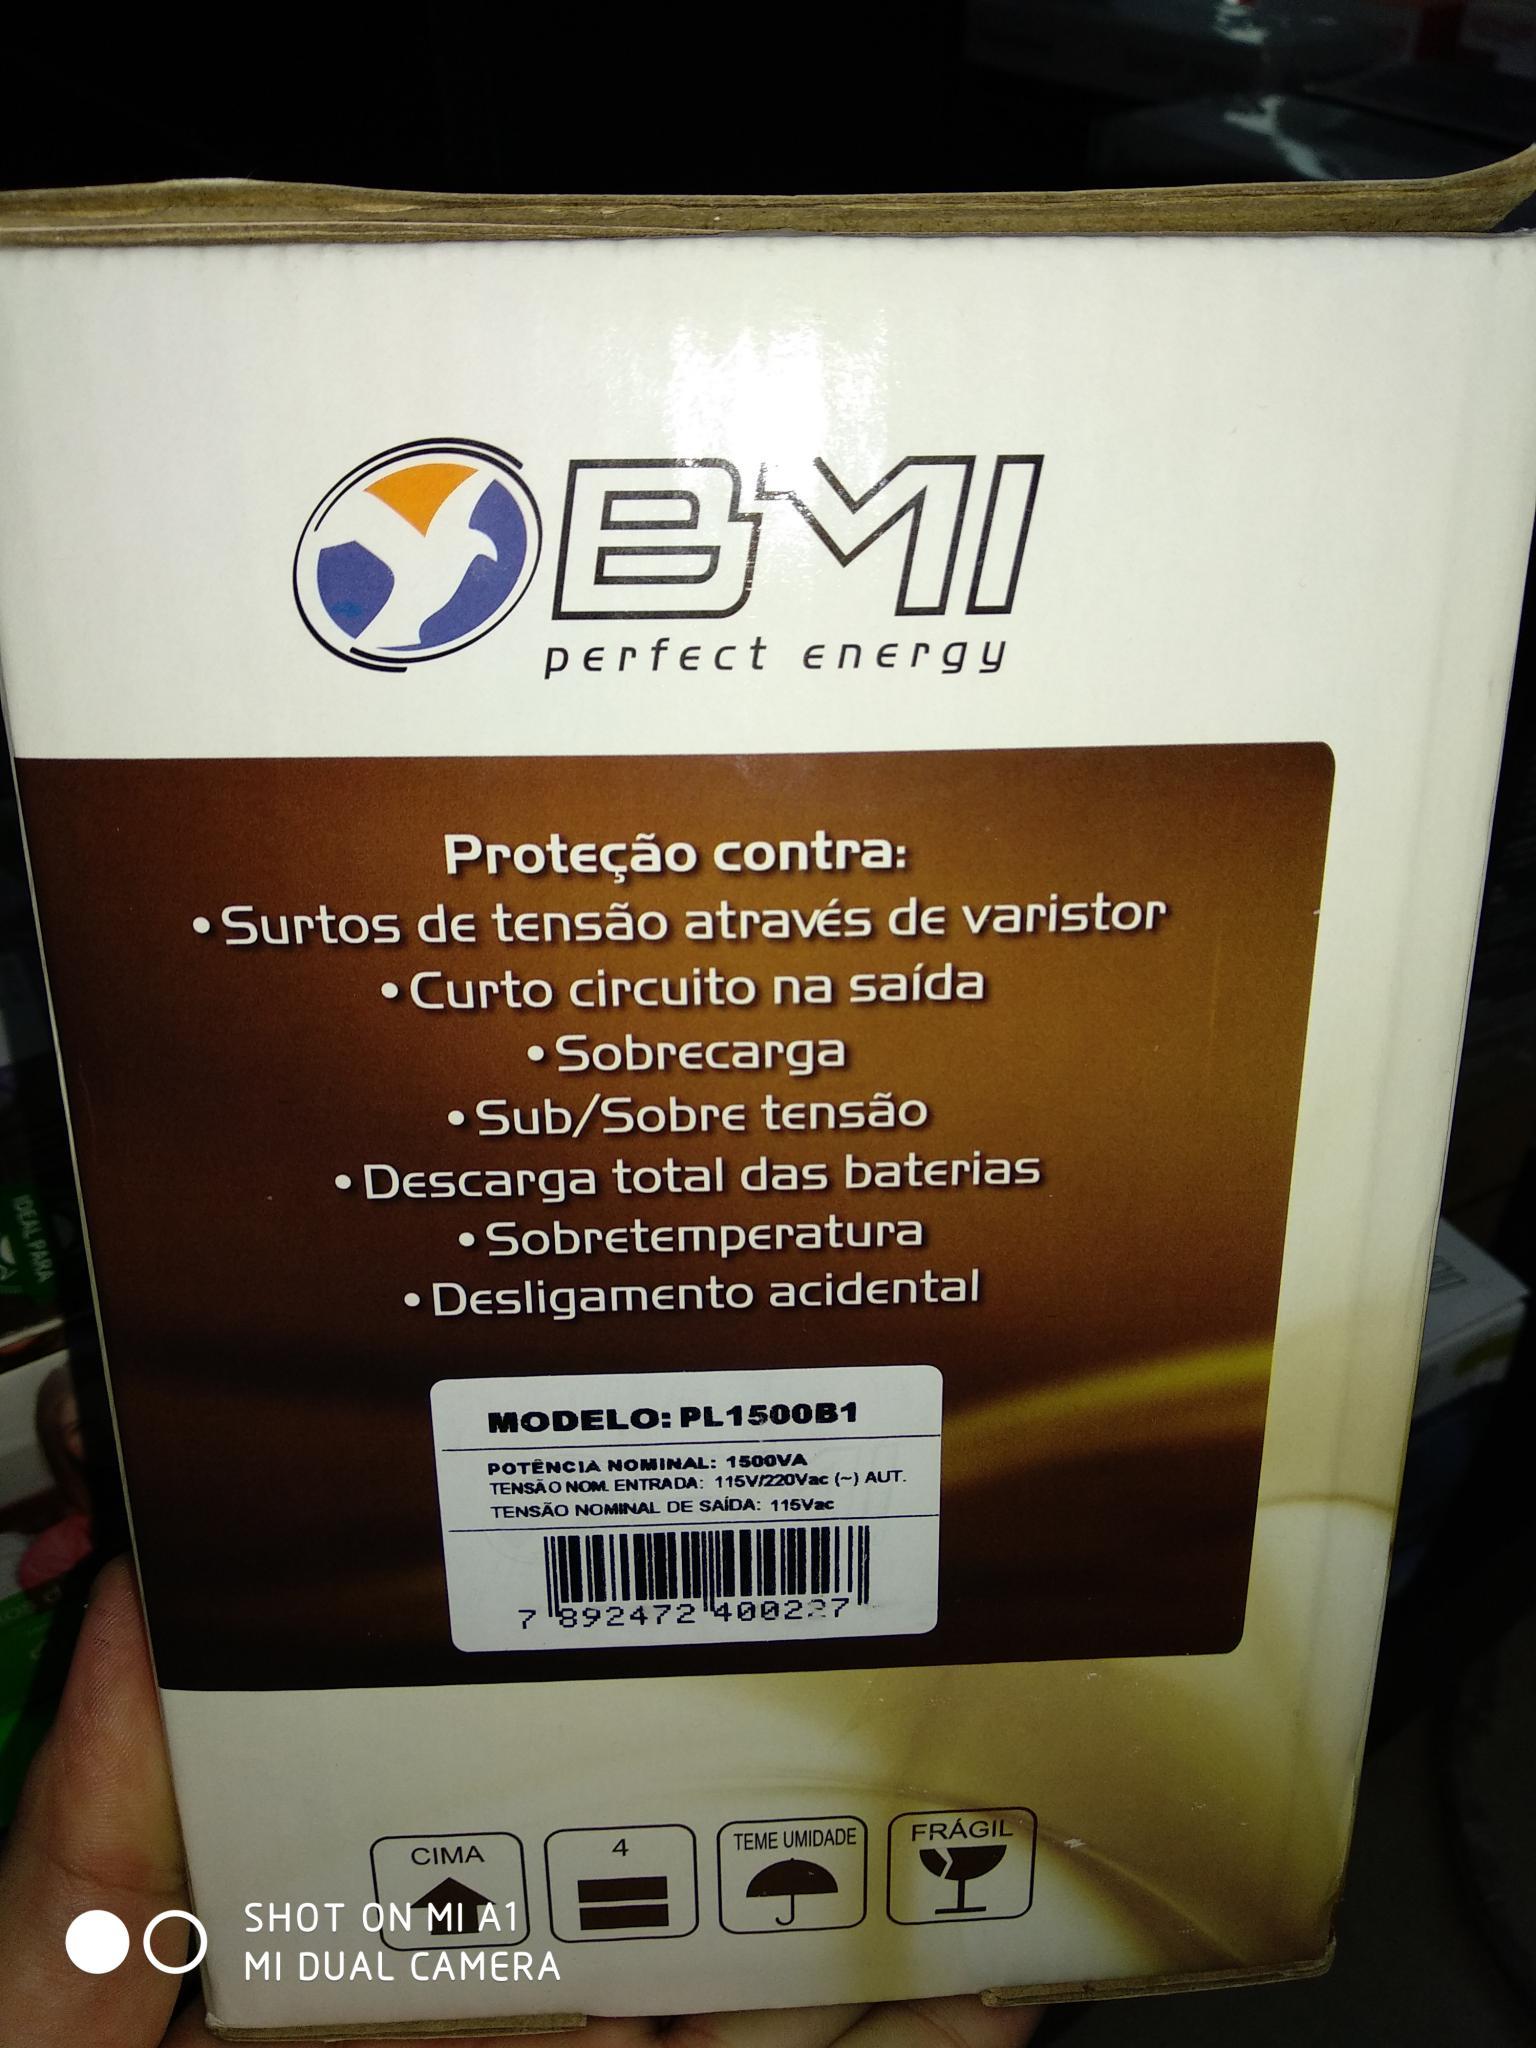 BMI
perfect energy
Proteção contra:
• Surtos de tensão através de varistor
• Curto circuito na saída
• Sobrecarga
• Sub/Sobre tensão
• Descarga total das baterias
• Sobretemperatura
• Desligamento acidental
MODELO: PL1500B1
POTÊNCIA NOMINAL: 1500VA
TENSÃO NOM. ENTRADA: 115V/220Vac (~) AUT.
TENSÃO NOMINAL DE SAÍDA: 115Vac
7 892472 400227
CIMA
4
TEME UMIDADE
FRÁGIL
SHOT ON MI A1
MI DUAL CAMERA
IDEAL PARA